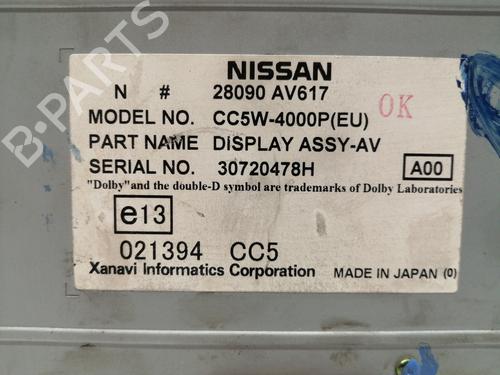 NISSAN
N # 28090 AV617
OK
MODEL NO. CC5W-4000P(EU)
PART NAME DISPLAY ASSY-AV
SERIAL NO. 30720478H A00
"Dolby"and the double-D symbol are trademarks of Dolby Laboratories
e13
021394 CC5
Xanavi Informatics Corporation MADE IN JAPAN (0)
B-PARTS